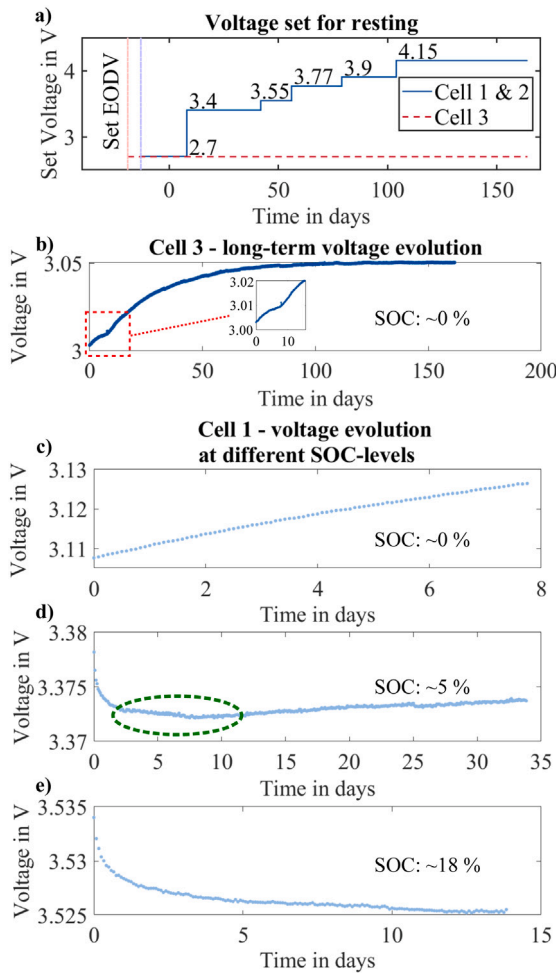 a)
Voltage set for resting
Set Voltage in V
4
3
Set EODV
2.7
3.4
3.55
3.77
3.9
4.15
Cell 1 & 2
Cell 3
0
50
100
150
Time in days
b)
Cell 3 - long-term voltage evolution
Voltage in V
3.05
3
3.02
3.01
3.00
0
10
SOC: ~0 %
0
50
100
150
200
Time in days
Cell 1 - voltage evolution
at different SOC-levels
c)
Voltage in V
3.13
3.12
3.11
SOC: ~0 %
0
2
4
6
8
Time in days
d)
Voltage in V
3.38
3.375
3.37
SOC: ~5 %
0
5
10
15
20
25
30
35
Time in days
e)
Voltage in V
3.535
3.53
3.525
SOC: ~18 %
0
5
10
15
Time in days